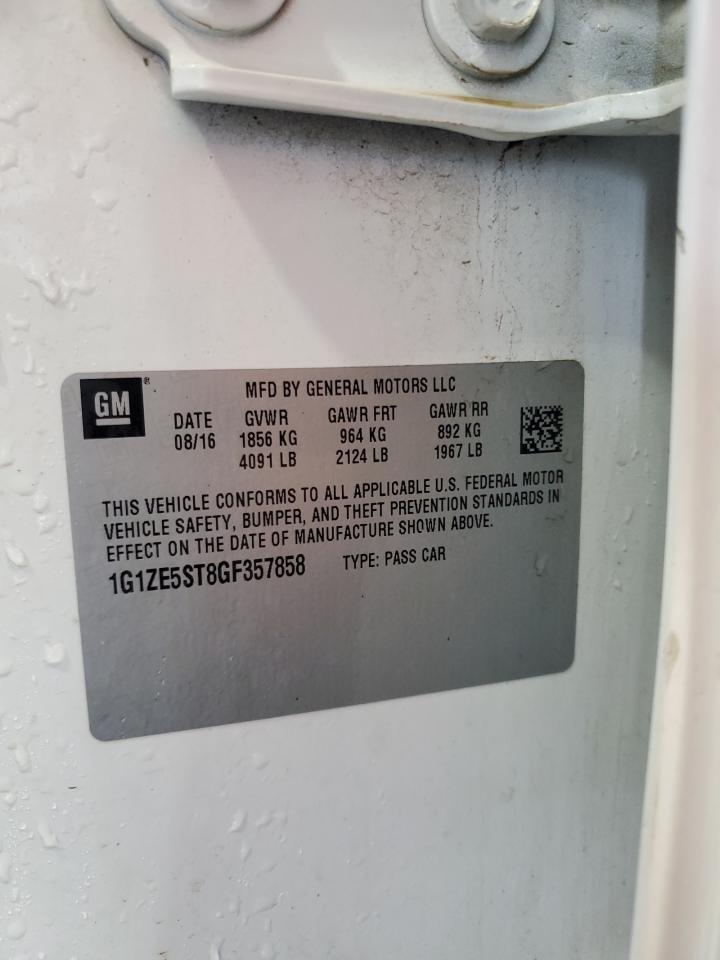 GM®
MFD BY GENERAL MOTORS LLC
DATE GVWR GAWR FRT GAWR RR
08/16 1856 KG 964 KG 892 KG
4091 LB 2124 LB 1967 LB
THIS VEHICLE CONFORMS TO ALL APPLICABLE U.S. FEDERAL MOTOR
VEHICLE SAFETY, BUMPER, AND THEFT PREVENTION STANDARDS IN
EFFECT ON THE DATE OF MANUFACTURE SHOWN ABOVE.
1G1ZE5ST8GF357858 TYPE: PASS CAR